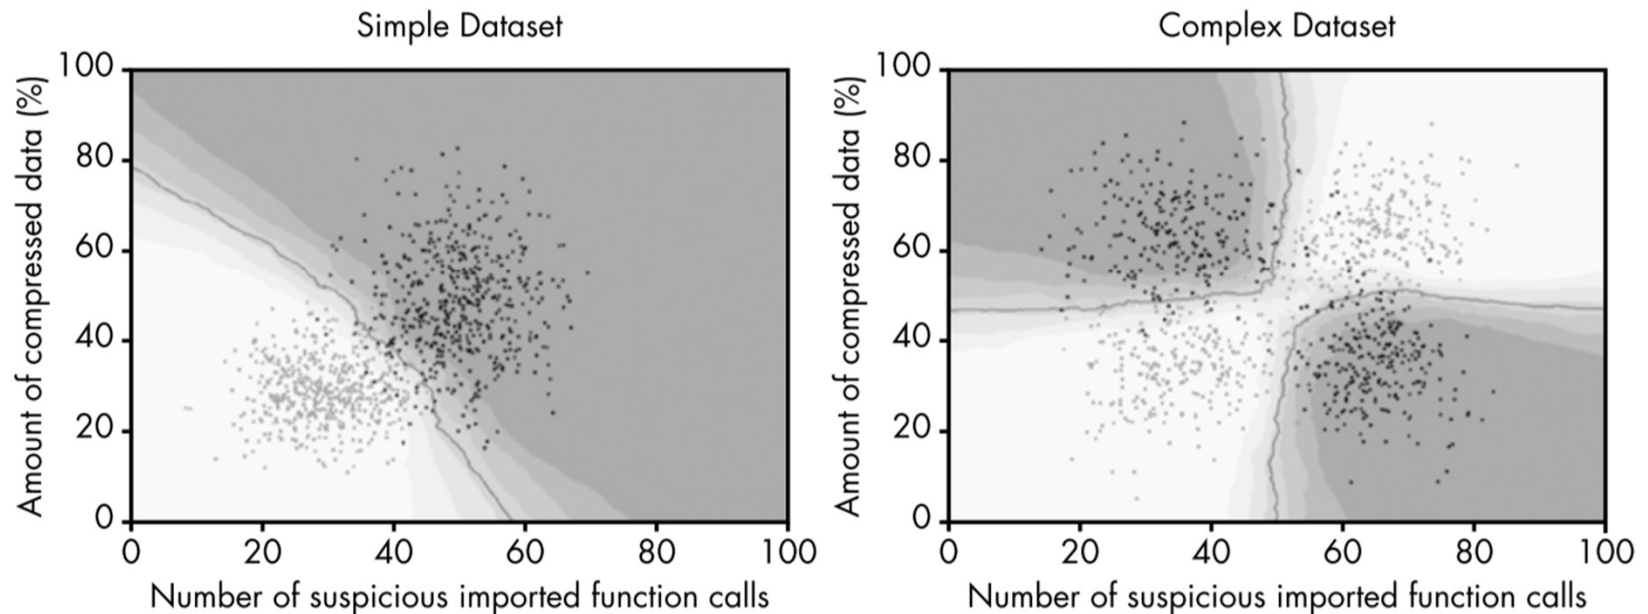 Simple Dataset
Amount of compressed data (%)
100
80
60
40
20
0
0 20 40 60 80 100
Number of suspicious imported function calls
Complex Dataset
Amount of compressed data (%)
100
80
60
40
20
0
0 20 40 60 80 100
Number of suspicious imported function calls